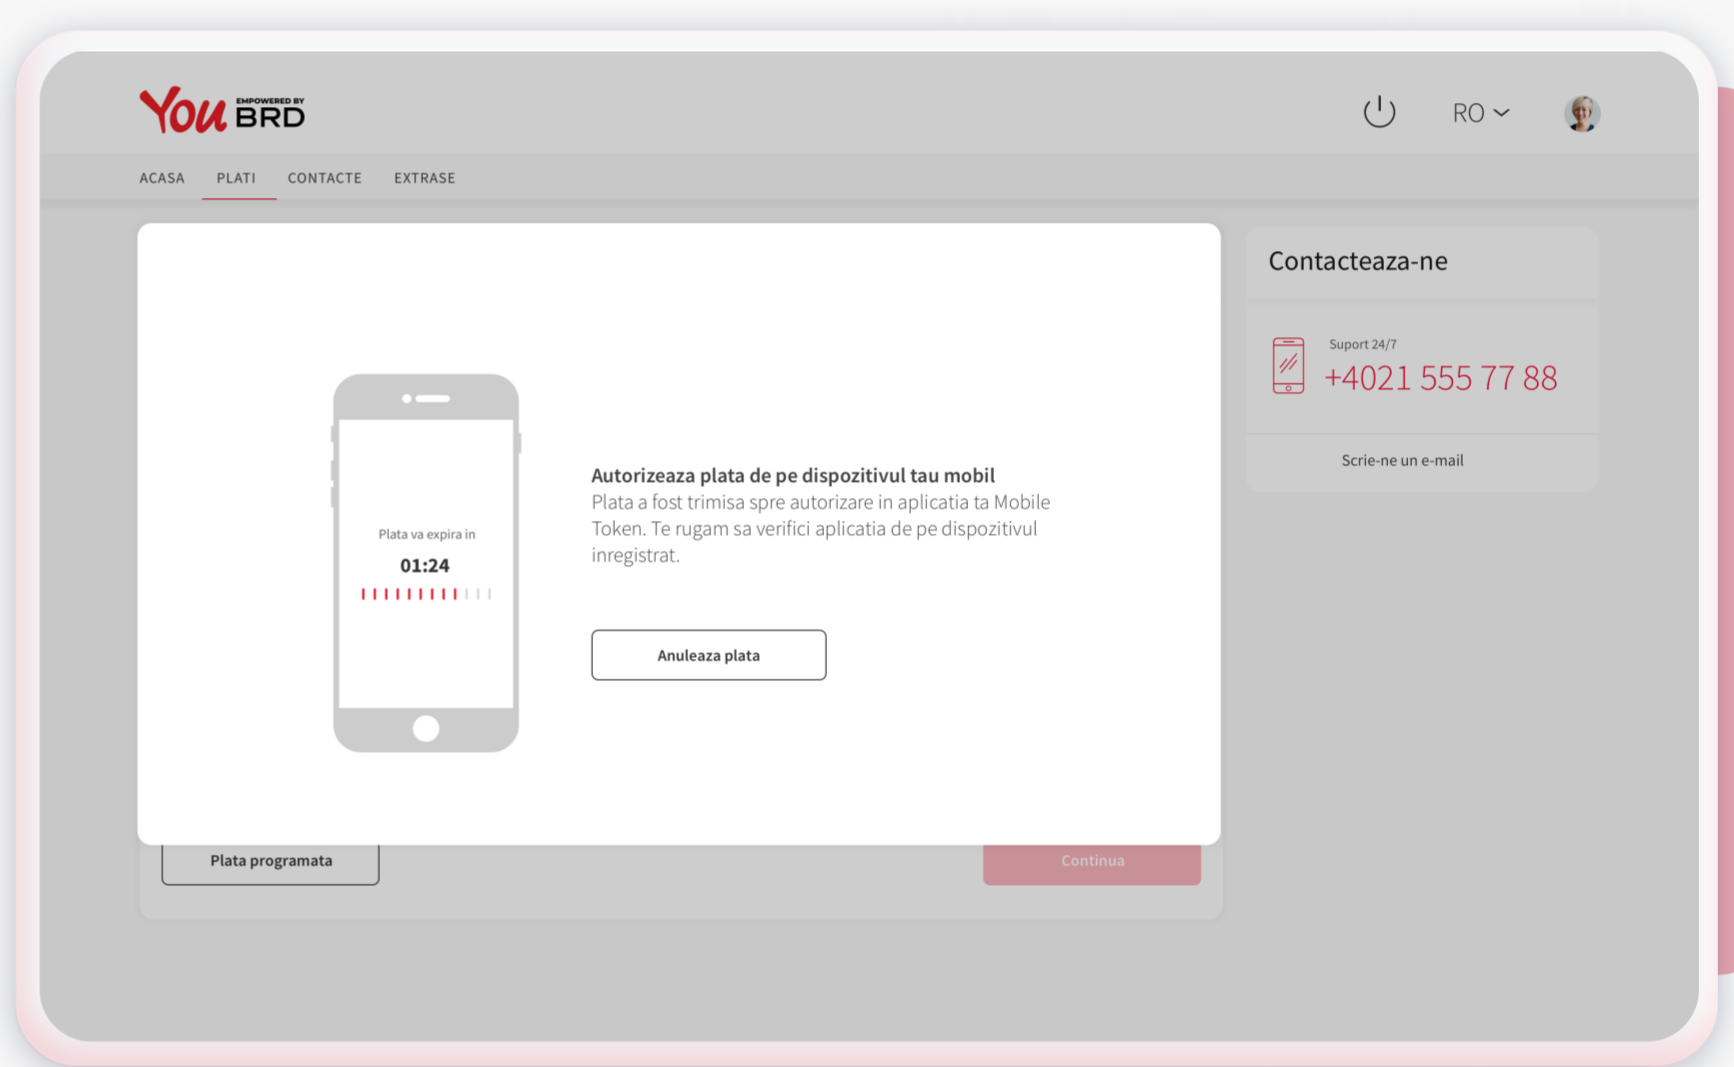 You EMPOWERED BY BRD
RO
ACASA PLATI CONTACTE EXTRASE
Contacteaza-ne
Suport 24/7
+4021 555 77 88
Scrie-ne un e-mail
Plata va expira in
01:24
Autorizeaza plata de pe dispozitivul tau mobil
Plata a fost trimisa spre autorizare in aplicatia ta Mobile
Token. Te rugam sa verifici aplicatia de pe dispozitivul
inregistrat.
Anuleaza plata
Plata programata
Continua